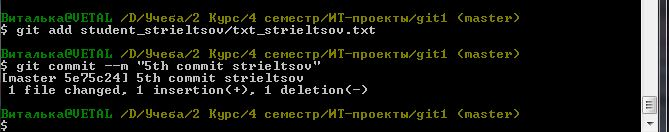 Виталька@VETAL /D/Учеба/2 Курс/4 семестр/ИТ-проекты/git1 (master)
$ git add student_strieltsov/txt_strieltsov.txt
Виталька@VETAL /D/Учеба/2 Курс/4 семестр/ИТ-проекты/git1 (master)
$ git commit --m "5th commit strieltsov"
[master 5e75c24] 5th commit strieltsov
 1 file changed, 1 insertion(+), 1 deletion(-)
Виталька@VETAL /D/Учеба/2 Курс/4 семестр/ИТ-проекты/git1 (master)
$